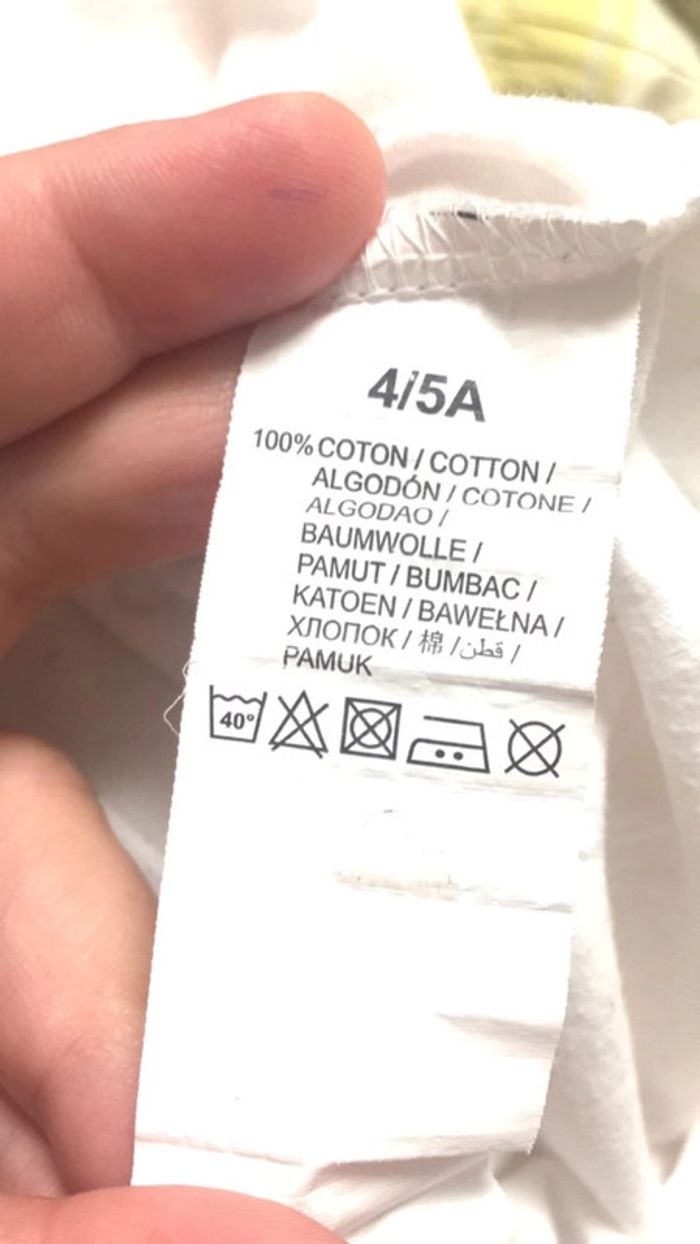 4/5A
100% COTON / COTTON /
ALGODÓN / COTONE /
ALGODAO /
BAUMWOLLE /
PAMUT / BUMBAC /
KATOEN / BAWEŁNA /
ХЛОПОК / 棉 / قطن /
PAMUK
40°